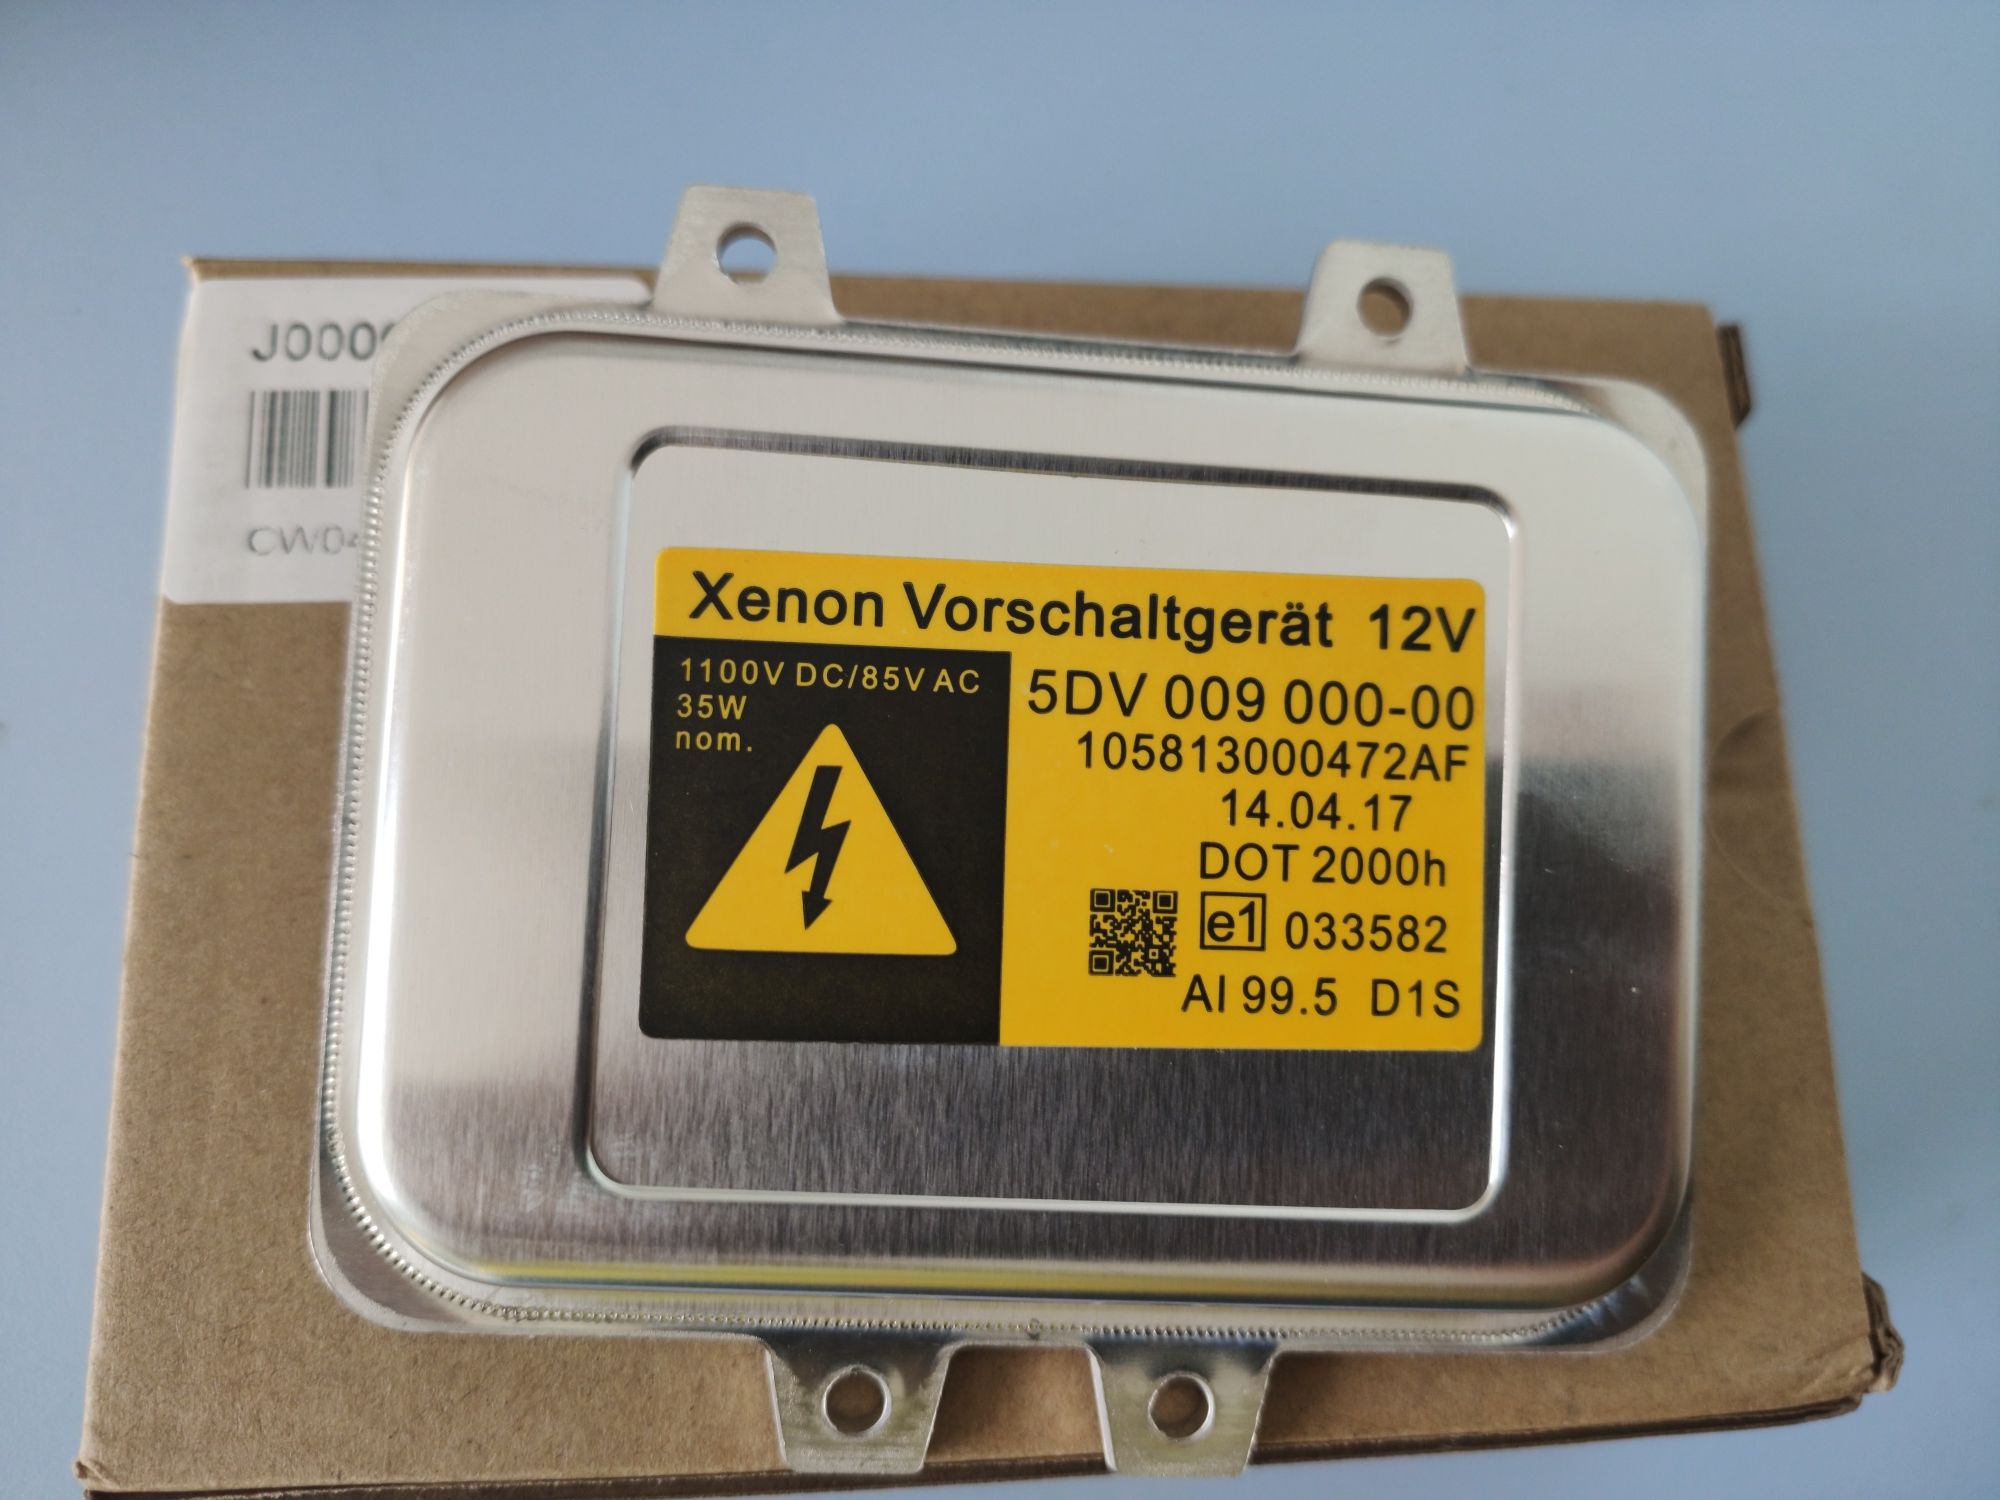 Xenon Vorschaltgerät 12V
1100V DC/85V AC
35W
nom.
5DV 009 000-00
105813000472AF
14.04.17
DOT 2000h
e1 033582
AI 99.5 D1S